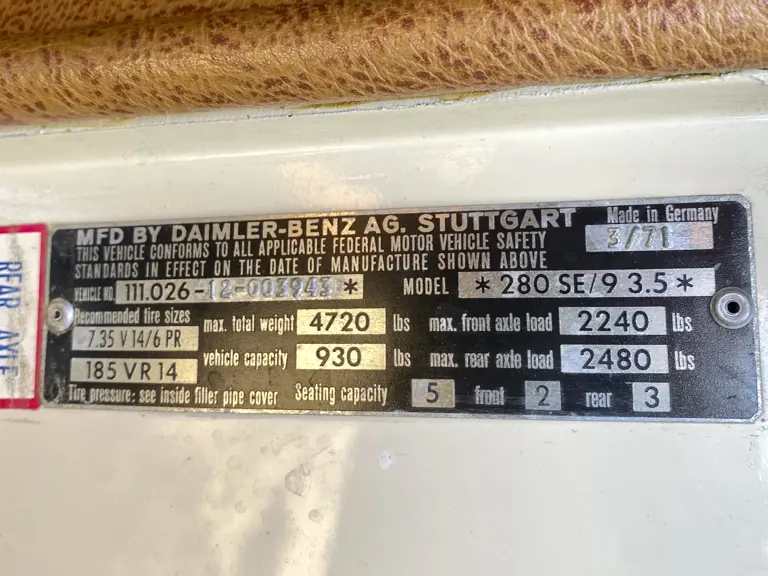 MFD BY DAIMLER-BENZ AG. STUTTGART
Made in Germany
THIS VEHICLE CONFORMS TO ALL APPLICABLE FEDERAL MOTOR VEHICLE SAFETY
3/71
STANDARDS IN EFFECT ON THE DATE OF MANUFACTURE SHOWN ABOVE
VEHICLE NO. 111.026-12-003943 * MODEL * 280 SE/9 3.5 *
Recommended tire sizes
7.35 V 14/6 PR
185 VR 14
max. total weight 4720 lbs max. front axle load 2240 lbs
vehicle capacity 930 lbs max. rear axle load 2480 lbs
Tire pressure: see inside filler pipe cover Seating capacity 5 front 2 rear 3
REAR AXLE